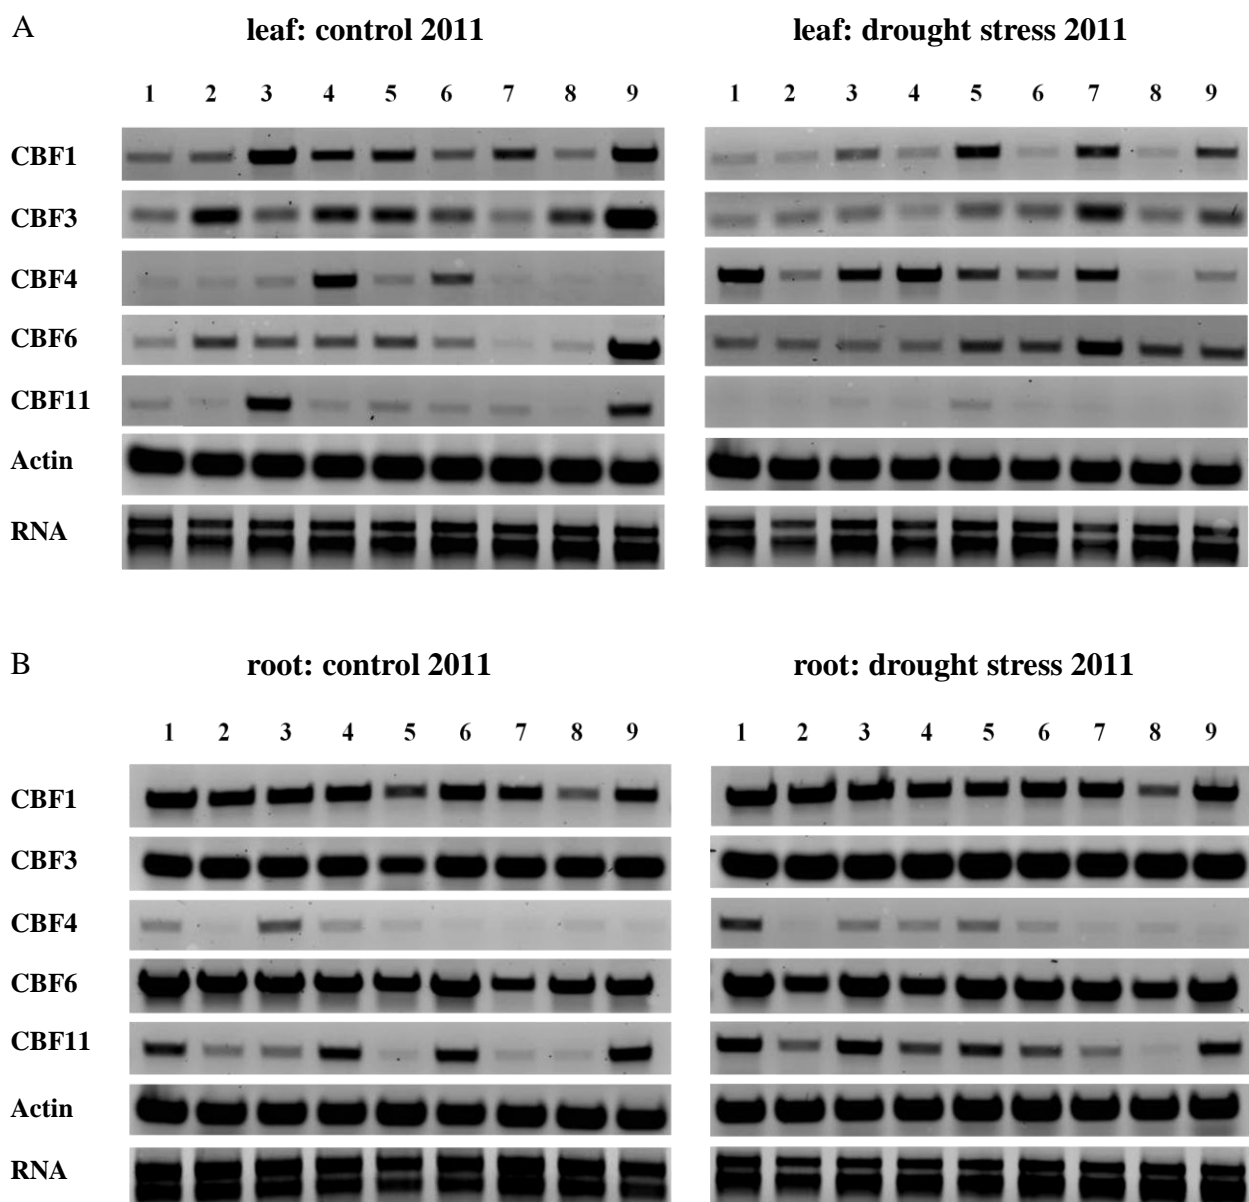 A
leaf: control 2011
leaf: drought stress 2011
1 2 3 4 5 6 7 8 9
1 2 3 4 5 6 7 8 9
CBF1
CBF3
CBF4
CBF6
CBF11
Actin
RNA
B
root: control 2011
root: drought stress 2011
1 2 3 4 5 6 7 8 9
1 2 3 4 5 6 7 8 9
CBF1
CBF3
CBF4
CBF6
CBF11
Actin
RNA